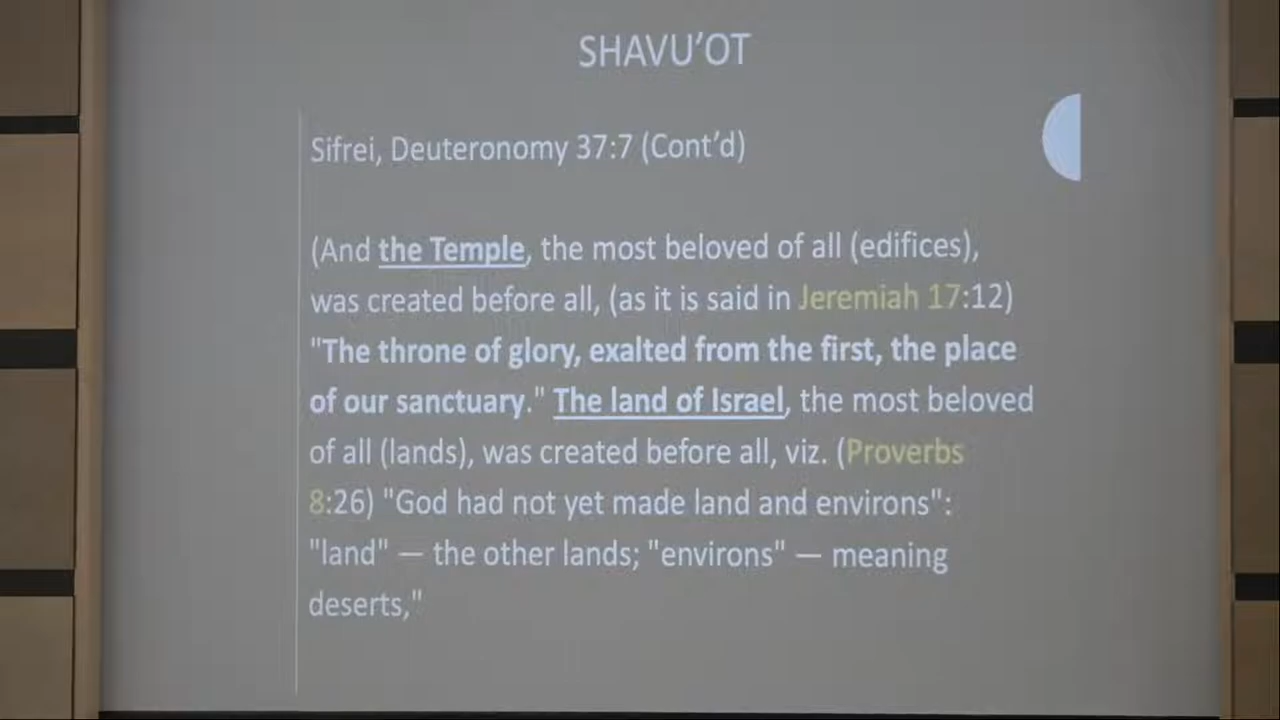 SHAVU'OT
Sifrei, Deuteronomy 37:7 (Cont'd)
(And the Temple, the most beloved of all (edifices),
was created before all, (as it is said in Jeremiah 17:12)
"The throne of glory, exalted from the first, the place
of our sanctuary." The land of Israel, the most beloved
of all (lands), was created before all, viz. (Proverbs
8:26) "God had not yet made land and environs":
"land" — the other lands; "environs" — meaning
deserts,"